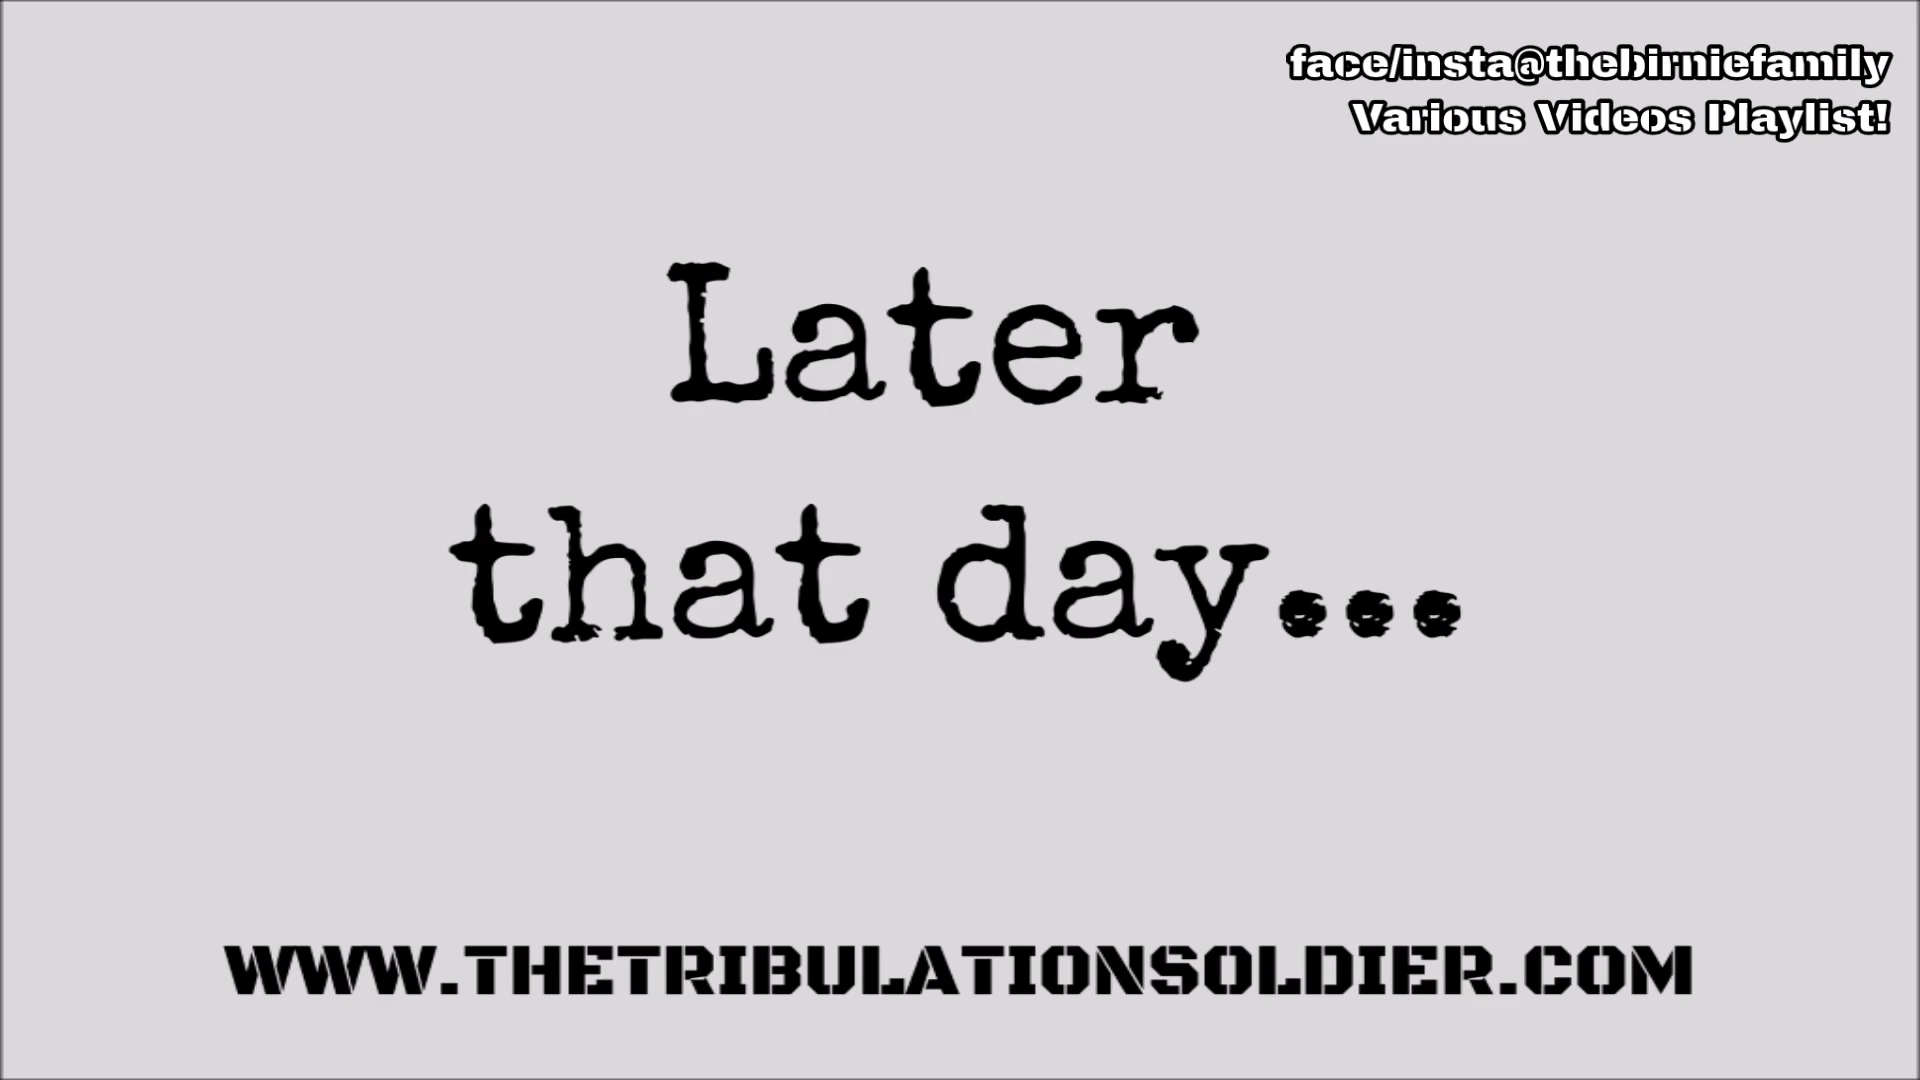 face/insta@thebirniefamily
Various Videos Playlist!
Later
that day...
WWW.THETRIBULATIONSOLDIER.COM